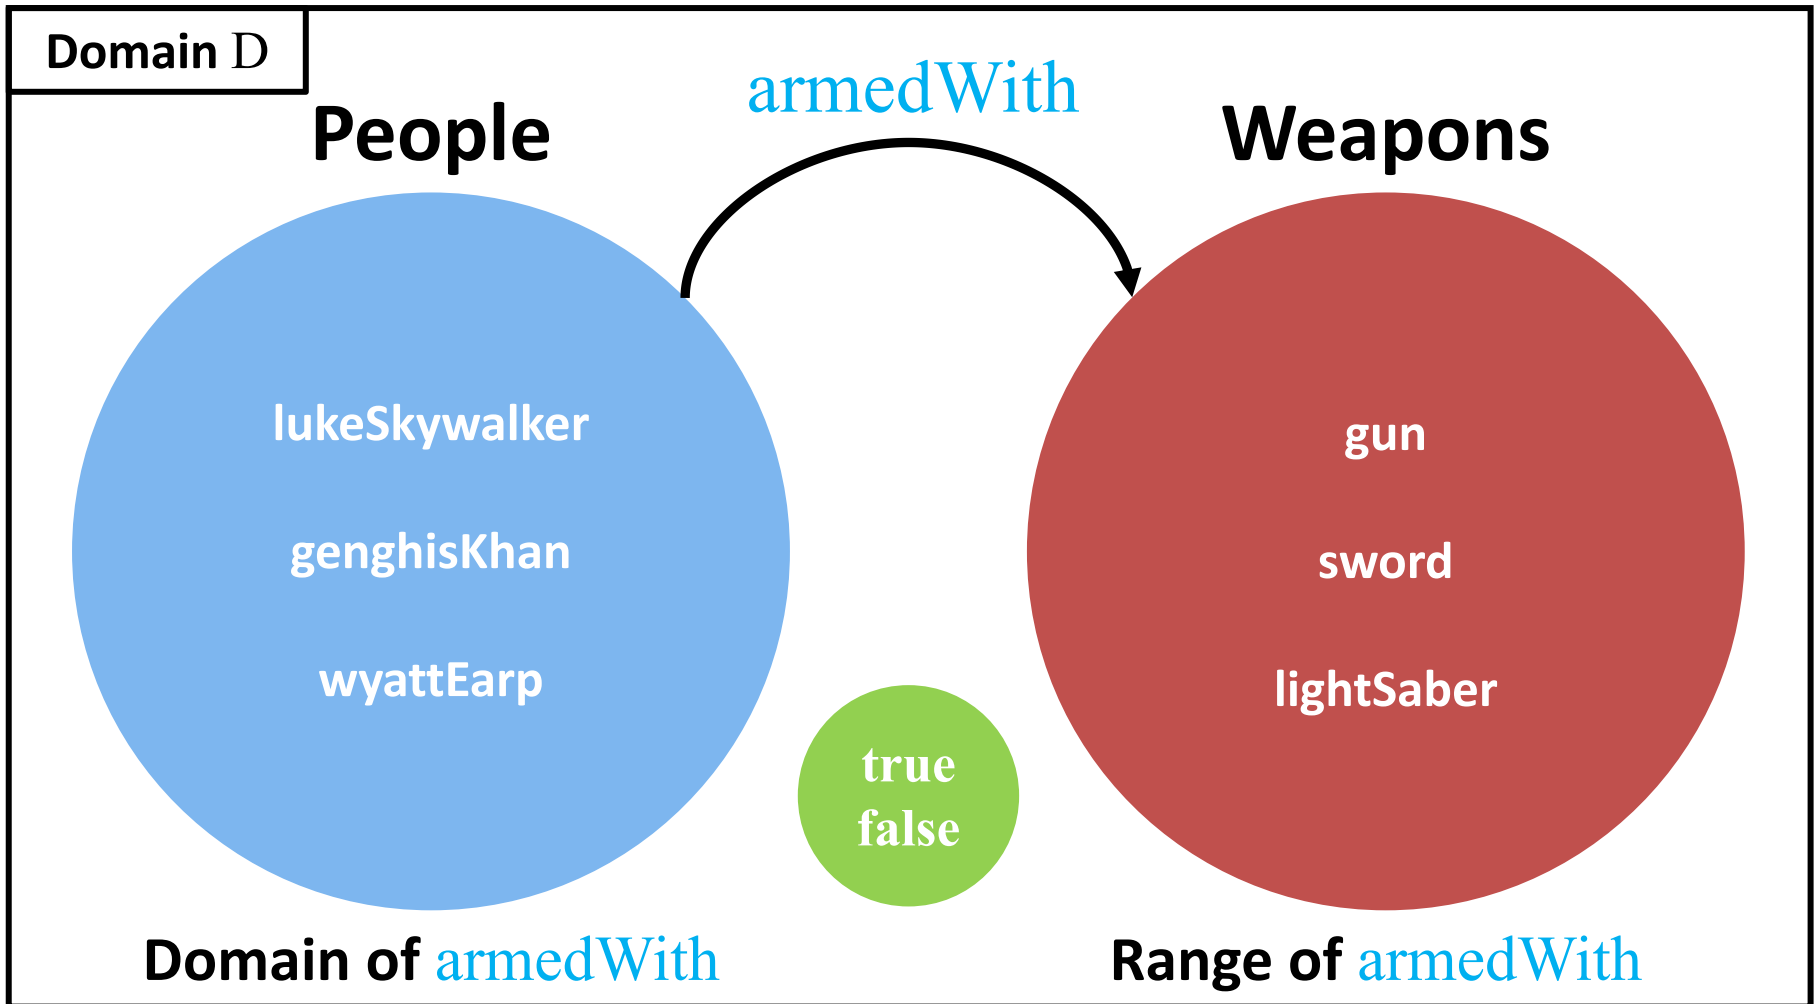 Domain D
armedWith
People
Weapons
lukeSkywalker
genghisKhan
wyattEarp
gun
sword
lightSaber
true
false
Domain of armedWith
Range of armedWith